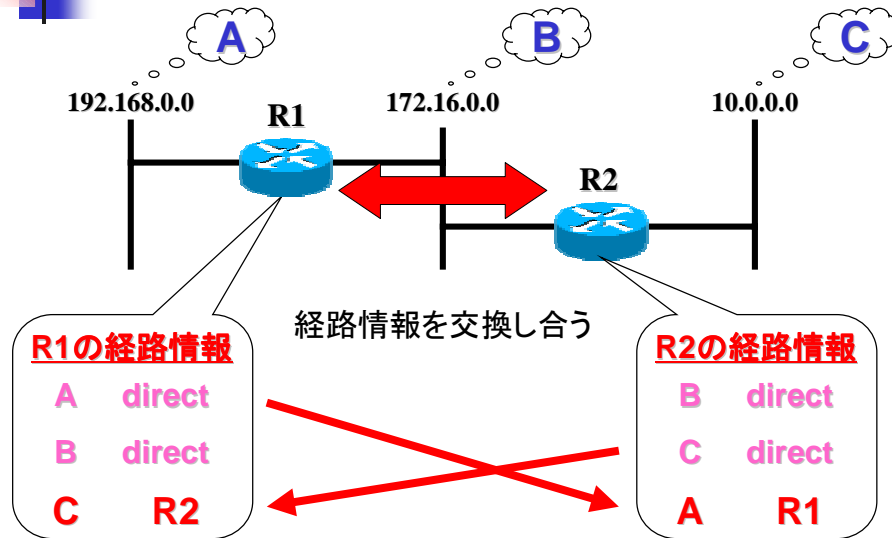 A
B
C
192.168.0.0
172.16.0.0
10.0.0.0
R1
R2
経路情報を交換し合う
R1の経路情報
A direct
B direct
C R2
R2の経路情報
B direct
C direct
A R1